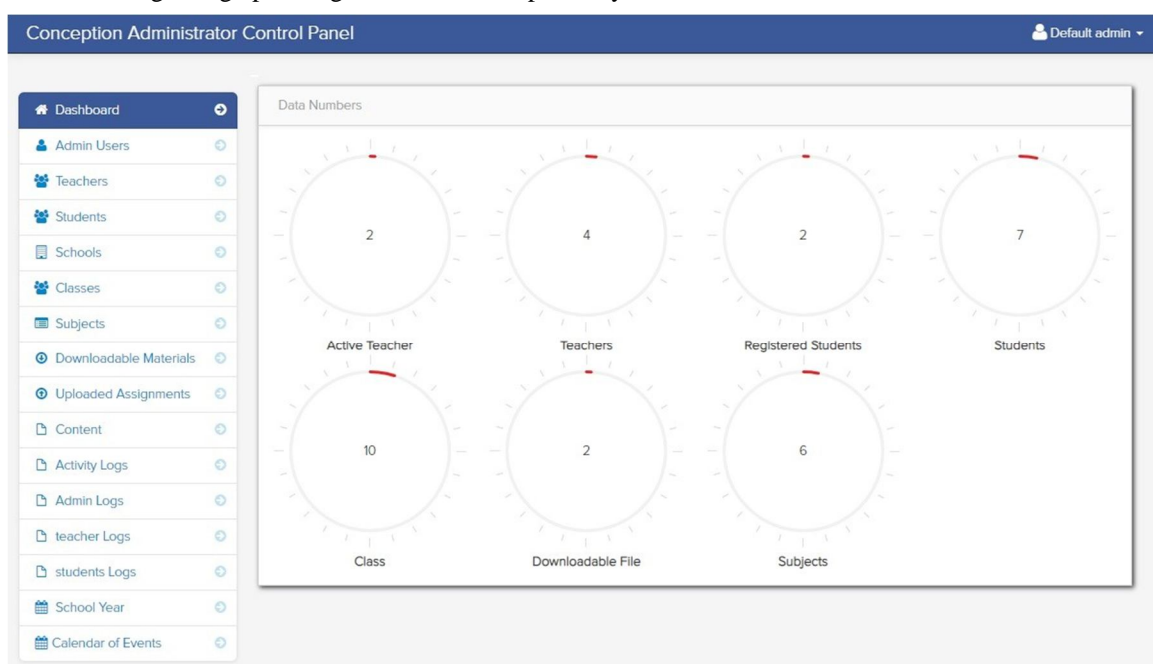 Conception Administrator Control Panel
Default admin
Dashboard
Admin Users
Teachers
Students
Schools
Classes
Subjects
Downloadable Materials
Uploaded Assignments
Content
Activity Logs
Admin Logs
teacher Logs
students Logs
School Year
Calendar of Events
Data Numbers
2
4
2
7
Active Teacher
Teachers
Registered Students
Students
10
2
6
Class
Downloadable File
Subjects